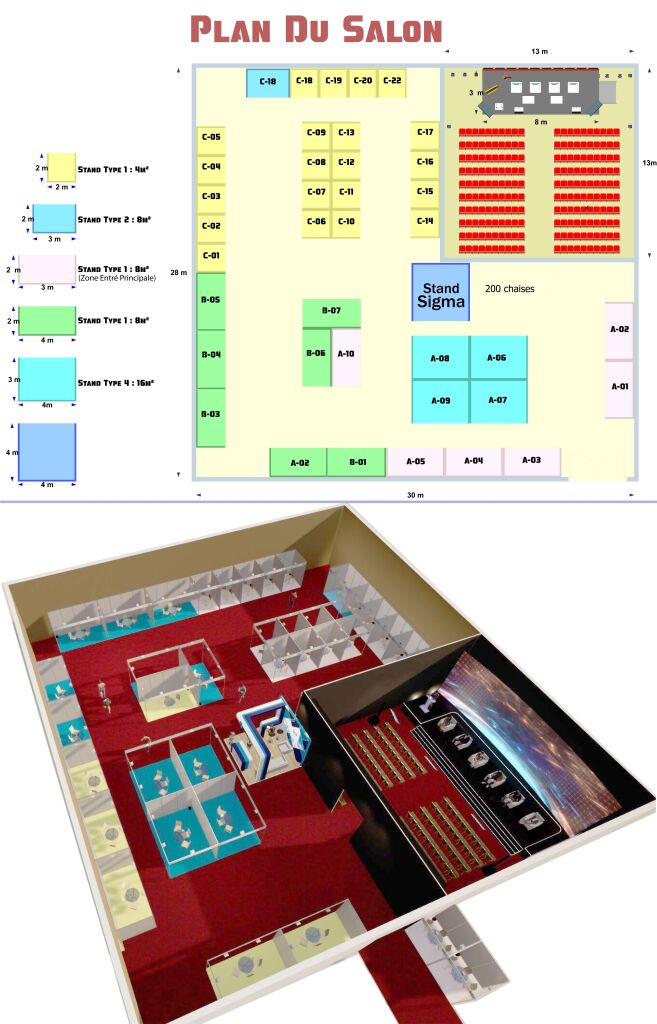 Plan Du Salon
13 m
C-18
C-18
C-19
C-20
C-22
3 m
8 m
13m
C-05
C-09
C-13
C-17
C-04
C-08
C-12
C-16
C-03
C-07
C-11
C-15
C-02
C-06
C-10
C-14
C-01
2 m
2 m
Stand Type 1 : 4m²
2 m
3 m
Stand Type 2 : 8m²
2 m
3 m
Stand Type 1 : 8m²
(Zone Entré Principale)
2 m
4 m
Stand Type 1 : 8m²
3 m
4m
Stand Type 4 : 16m²
4 m
4 m
28 m
B-05
Stand
Sigma
200 chaises
B-07
A-02
B-04
B-06
A-10
A-08
A-06
A-01
B-03
A-09
A-07
A-02
B-01
A-05
A-04
A-03
30 m